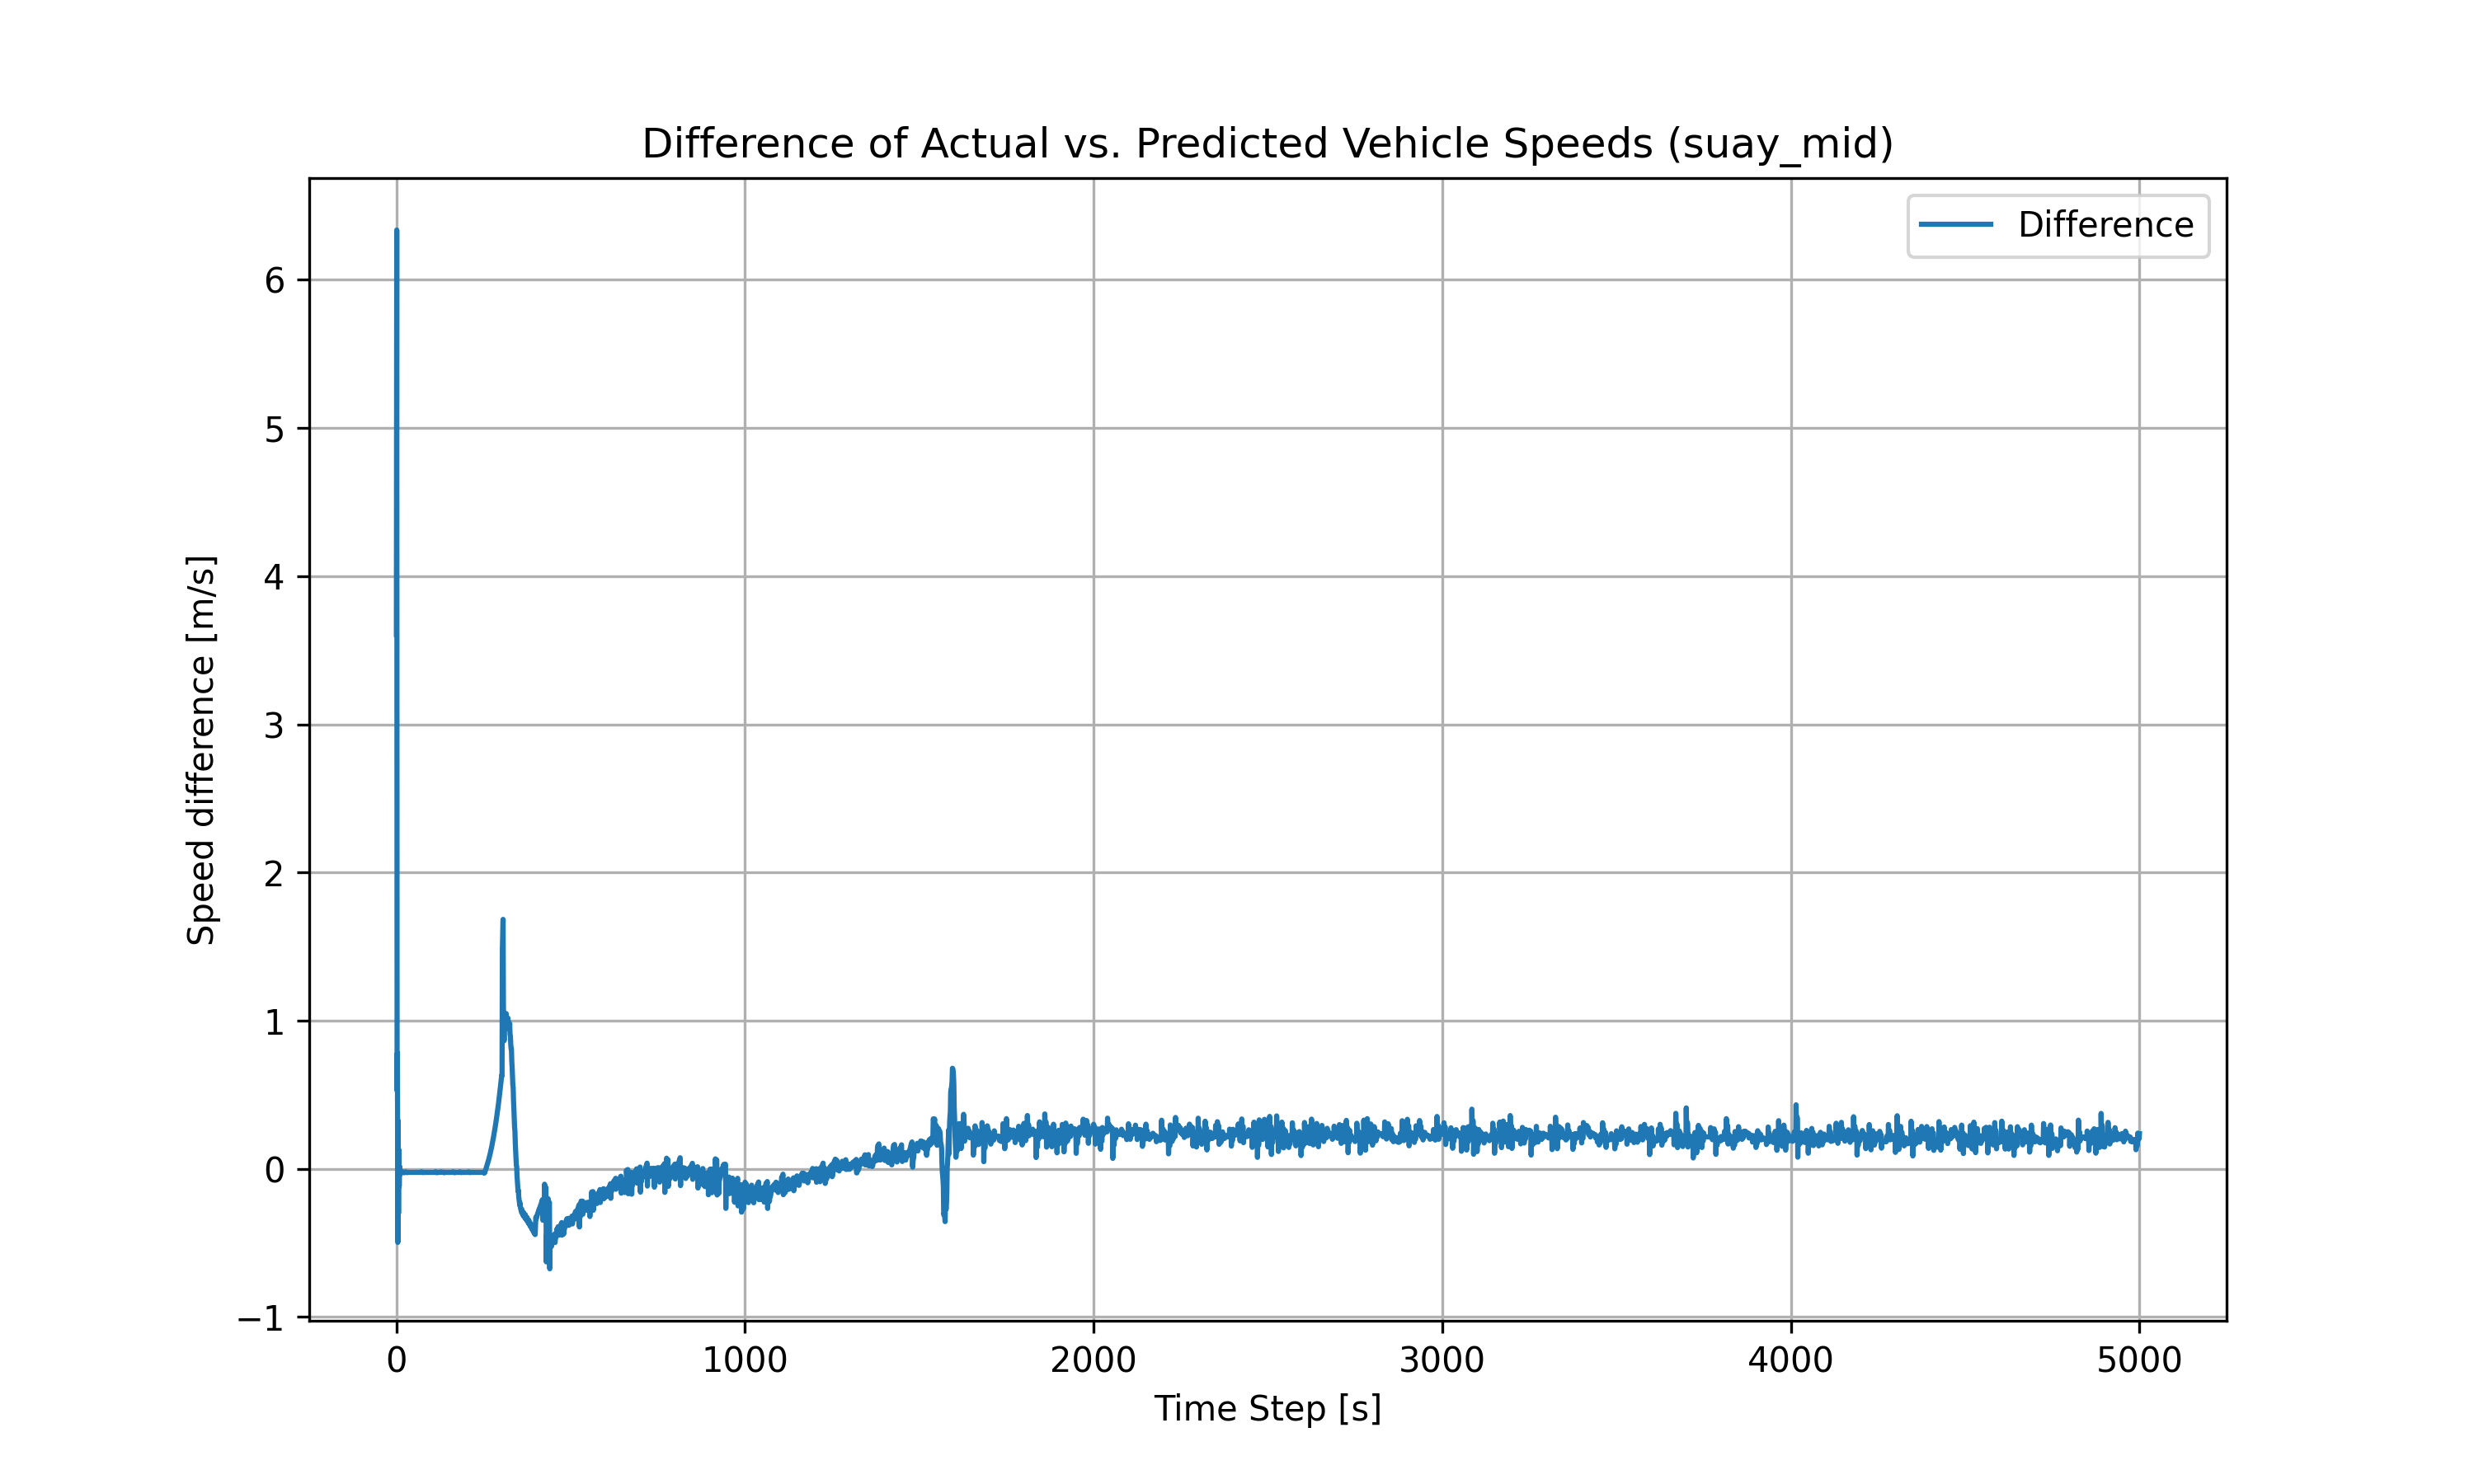 Difference of Actual vs. Predicted Vehicle Speeds (suay_mid)
Difference
6
5
4
3
2
1
0
−1
Speed difference [m/s]
0 1000 2000 3000 4000 5000
Time Step [s]